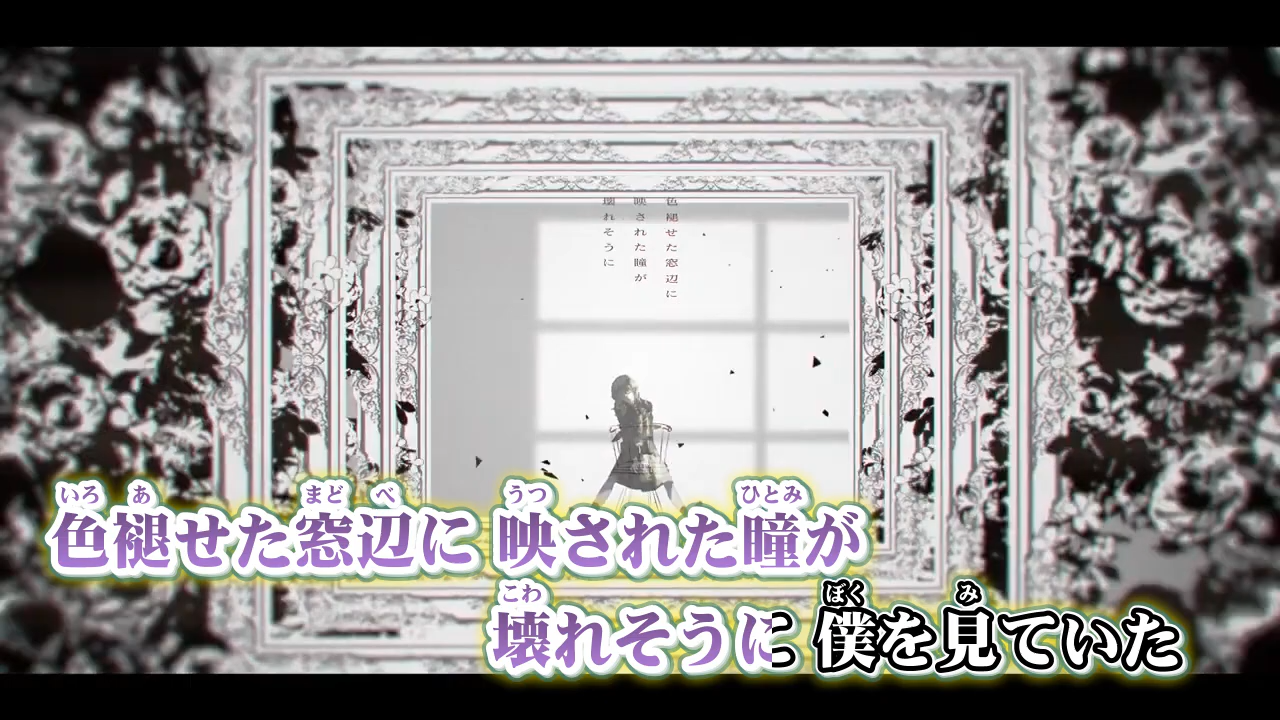 色褪せた窓辺に
映された瞳が
壊れそうに
いろ あ まど べ うつ ひとみ
色褪せた窓辺に 映された瞳が
こわ ぼく み
壊れそうに 僕を見ていた